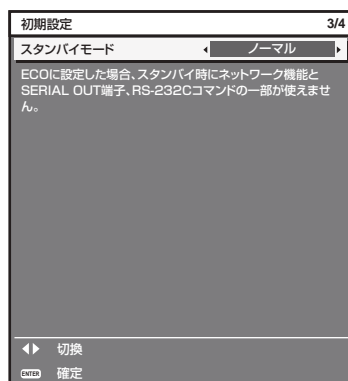 初期設定 3/4
スタンバイモード ノーマル
ECOに設定した場合、スタンバイ時にネットワーク機能と
SERIAL OUT端子、RS-232Cコマンドの一部が使えませ
ん。
切換
ENTER 確定